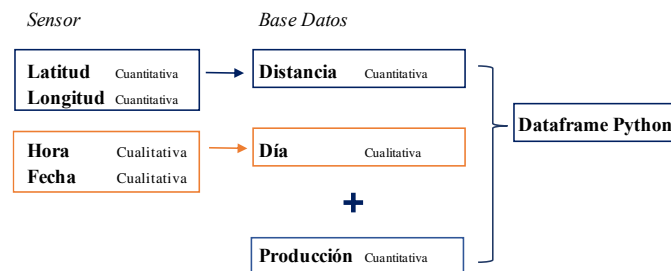 Sensor
Base Datos
Latitud Cuantitativa
Longitud Cuantitativa
Distancia Cuantitativa
Dataframe Python
Hora Cualitativa
Fecha Cualitativa
Día Cualitativa
+
Producción Cuantitativa